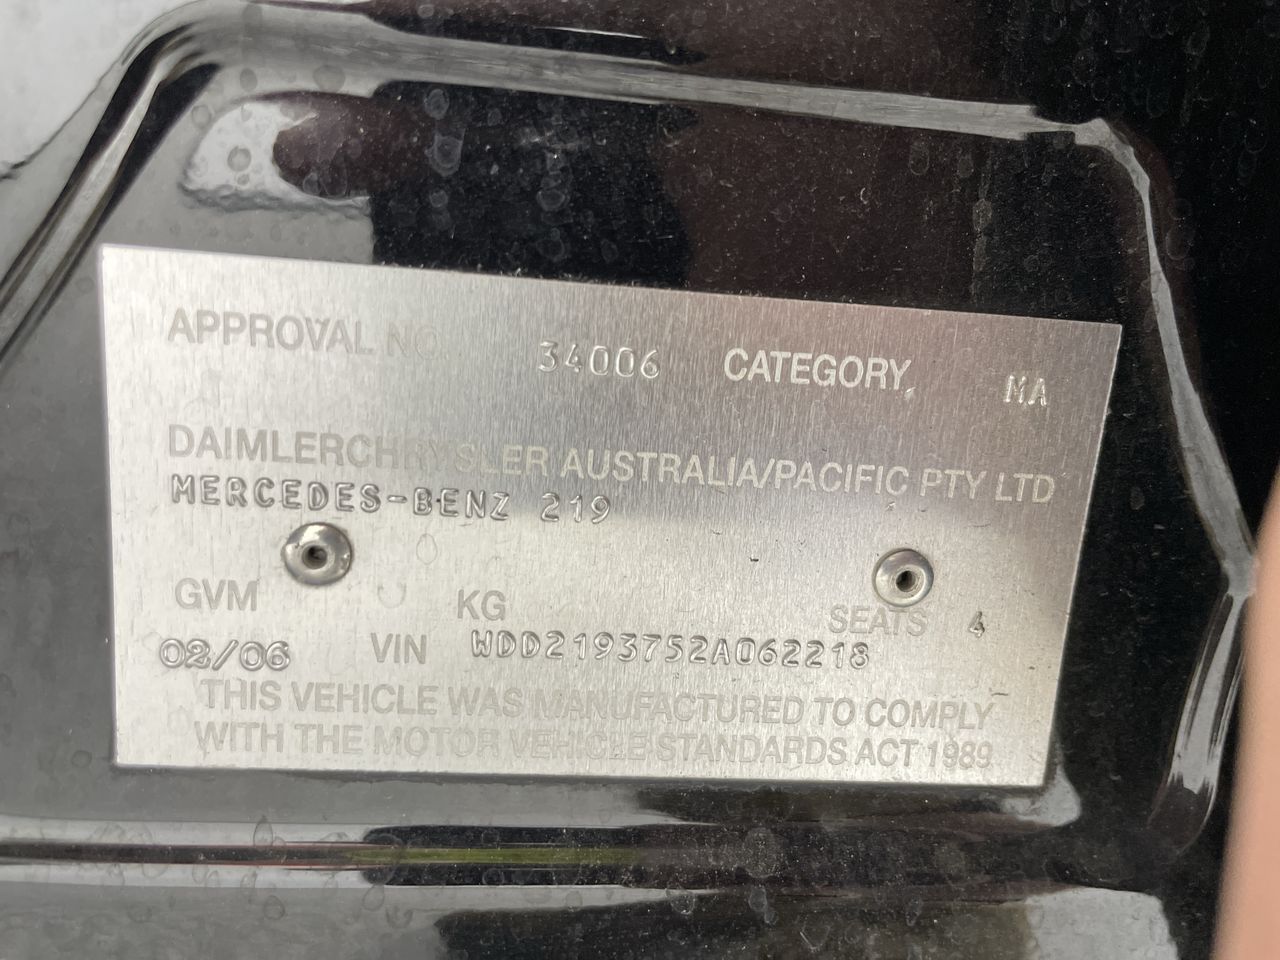 APPROVAL NO. 34006 CATEGORY MA
DAIMLERCHRYSLER AUSTRALIA/PACIFIC PTY LTD
MERCEDES-BENZ 219
GVM 0 KG SEATS 4
02/06 VIN WDD2193752A062218
THIS VEHICLE WAS MANUFACTURED TO COMPLY
WITH THE MOTOR VEHICLE STANDARDS ACT 1989